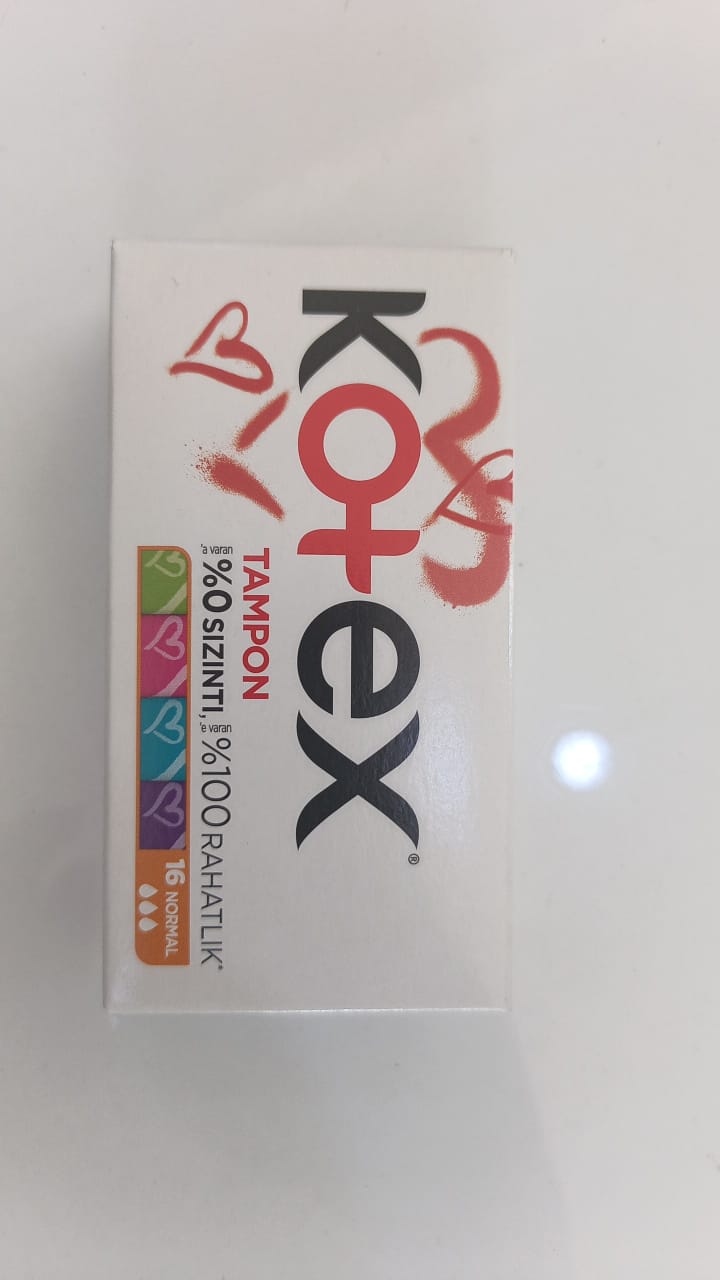 Kotex®
TAMPON
'a varan %0 SIZINTI, 'e varan %100 RAHATLIK*
16 NORMAL